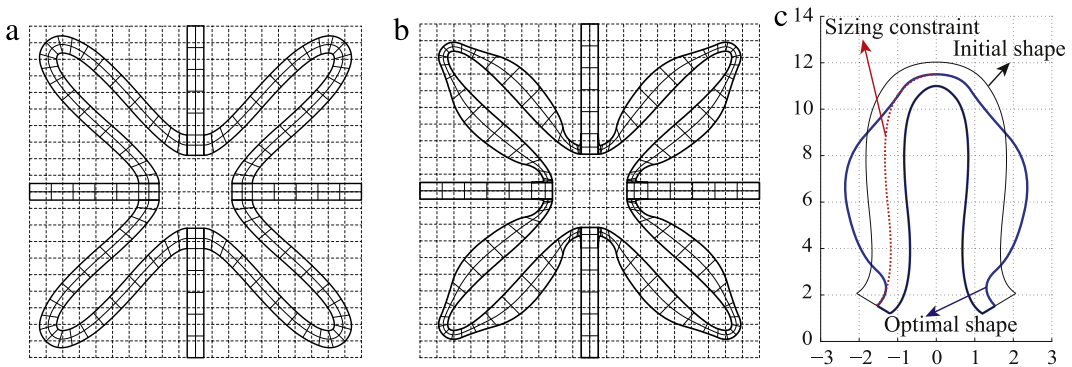 a
b
c
14
12
10
8
6
4
2
0
−3 −2 −1 0 1 2 3
Sizing constraint
Initial shape
Optimal shape